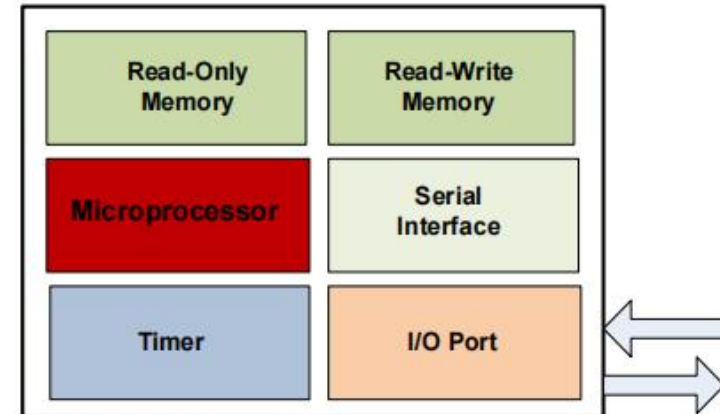 Read-Only
Memory
Read-Write
Memory
Microprocessor
Serial
Interface
Timer
I/O Port